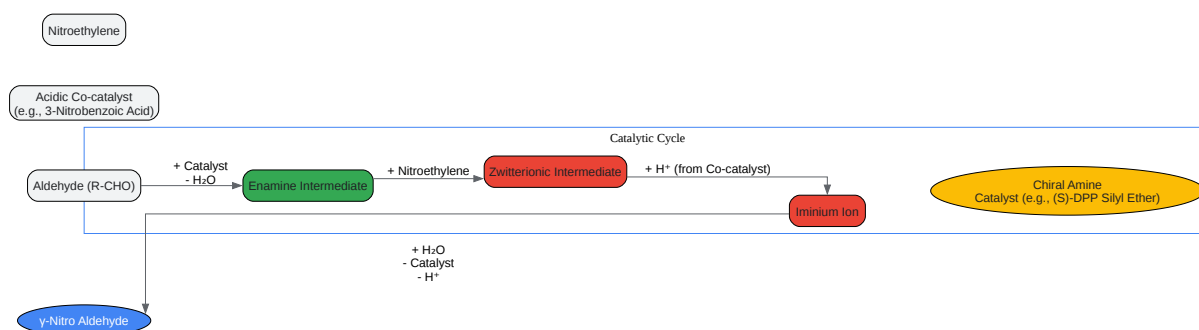 Nitroethylene
Acidic Co-catalyst
(e.g., 3-Nitrobenzoic Acid)
Catalytic Cycle
Aldehyde (R-CHO)
+ Catalyst
- H₂O
Enamine Intermediate
+ Nitroethylene
Zwitterionic Intermediate
+ H⁺ (from Co-catalyst)
Iminium Ion
Chiral Amine
Catalyst (e.g., (S)-DPP Silyl Ether)
+ H₂O
- Catalyst
- H⁺
γ-Nitro Aldehyde